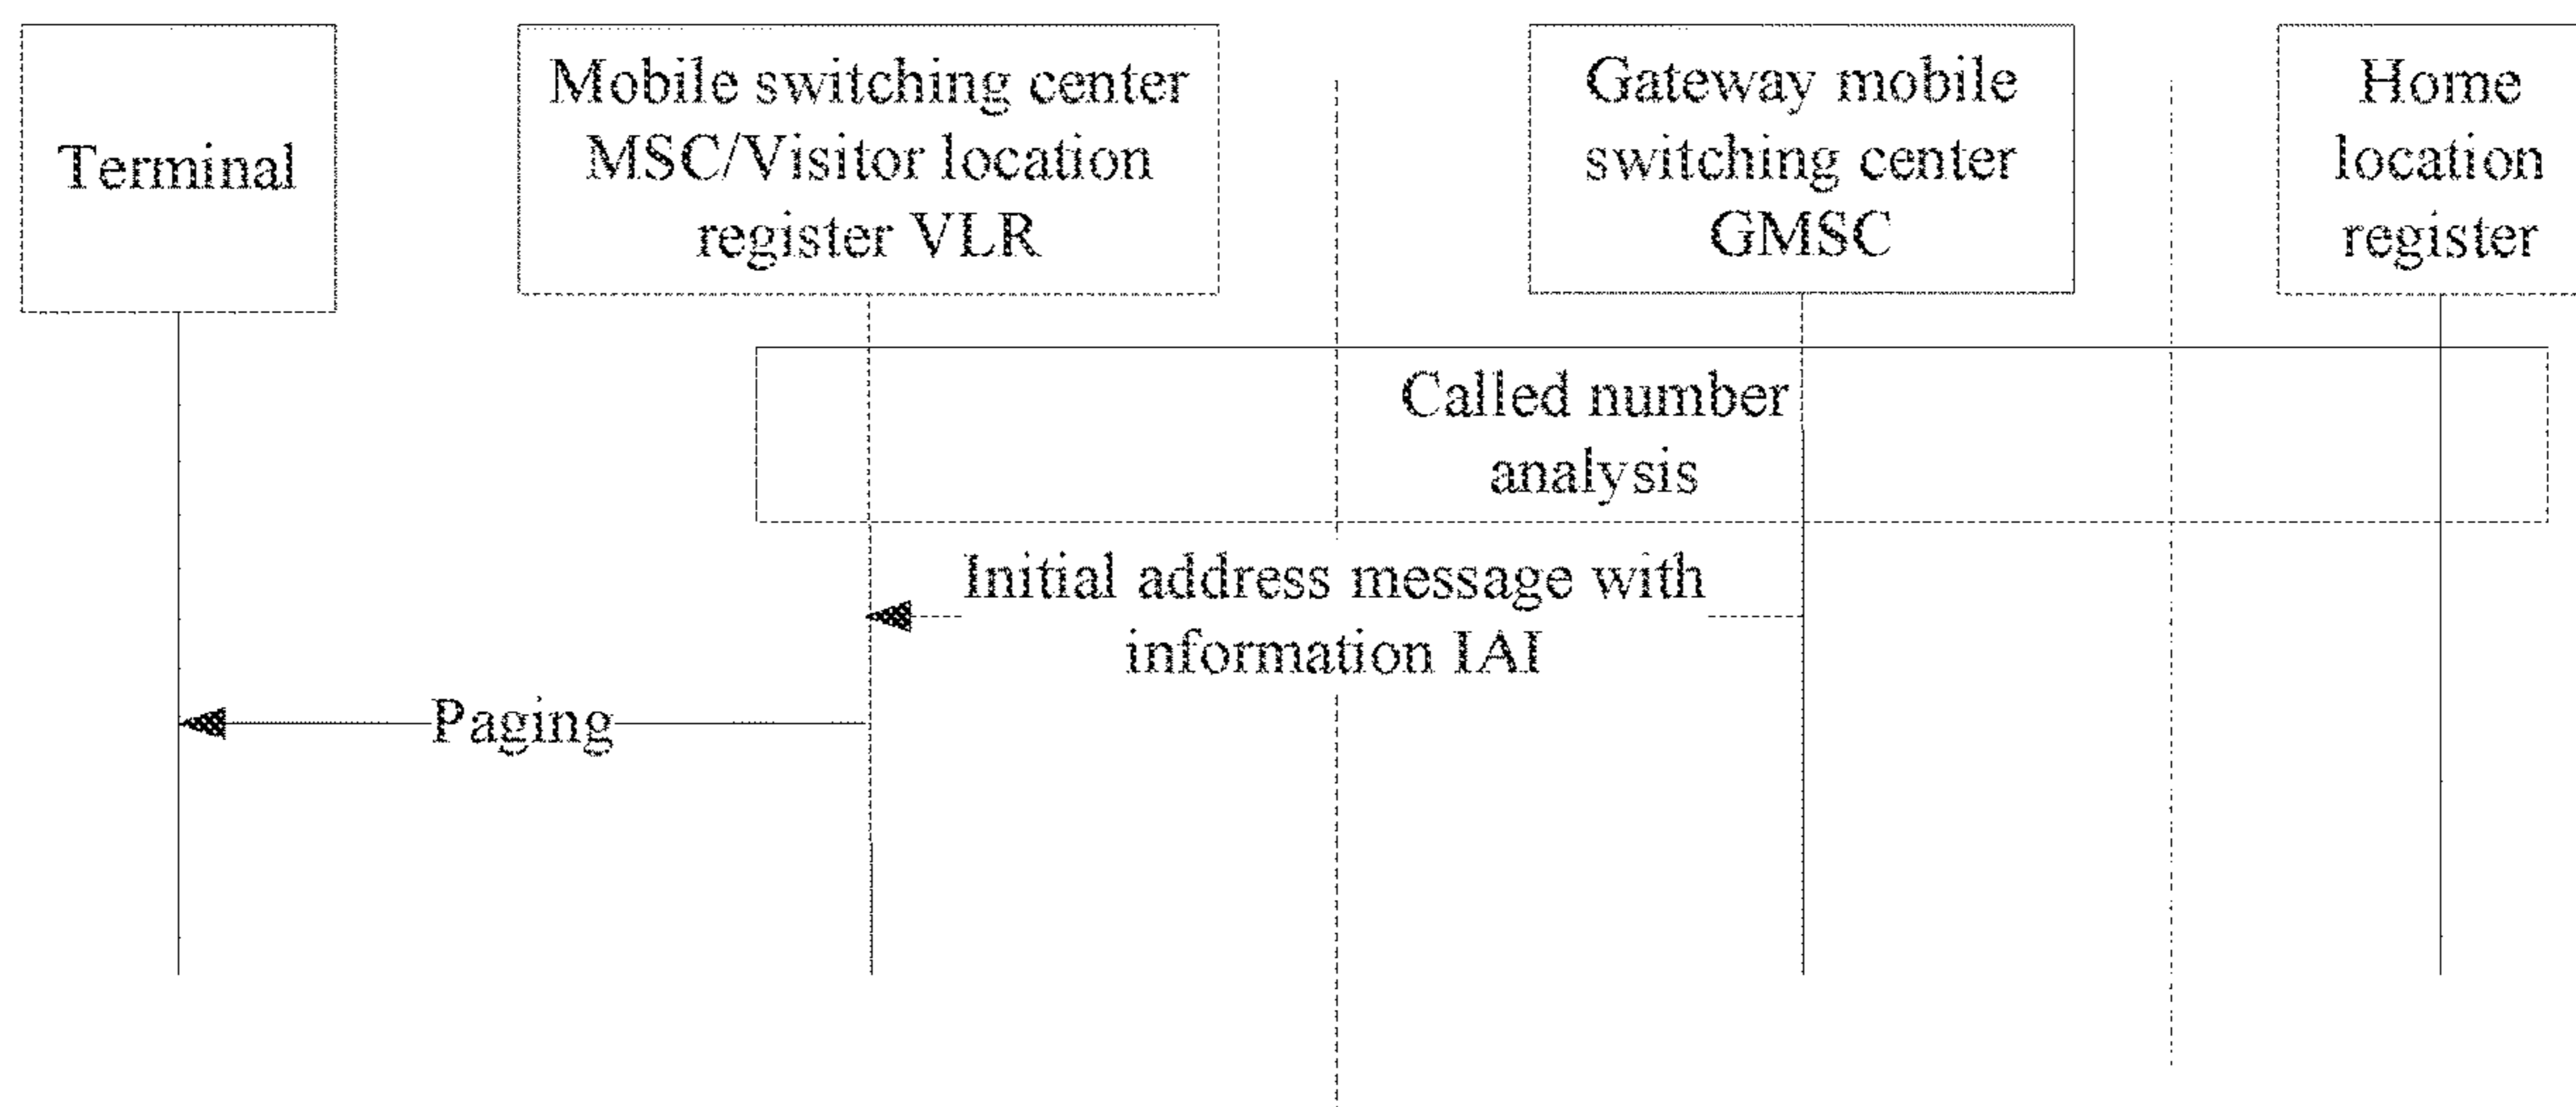 Terminal
Mobile switching center
MSC/Visitor location
register VLR
Gateway mobile
switching center
GMSC
Home
location
register
Called number
analysis
Initial address message with
information IAI
Paging